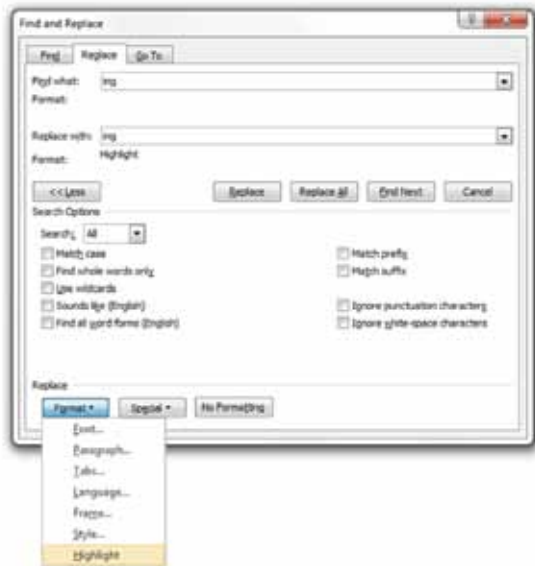 Find and Replace
Find Replace Go To
Find what: ing
Format:
Replace with: ing
Format: Highlight
<< Less Replace Replace All Find Next Cancel
Search Options
Search: All
Match case Match prefix
Find whole words only Match suffix
Use wildcards
Sounds like (English) Ignore punctuation characters
Find all word forms (English) Ignore white-space characters
Replace
Format Special No Formatting
Font...
Paragraph...
Tabs...
Language...
Frame...
Style...
Highlight